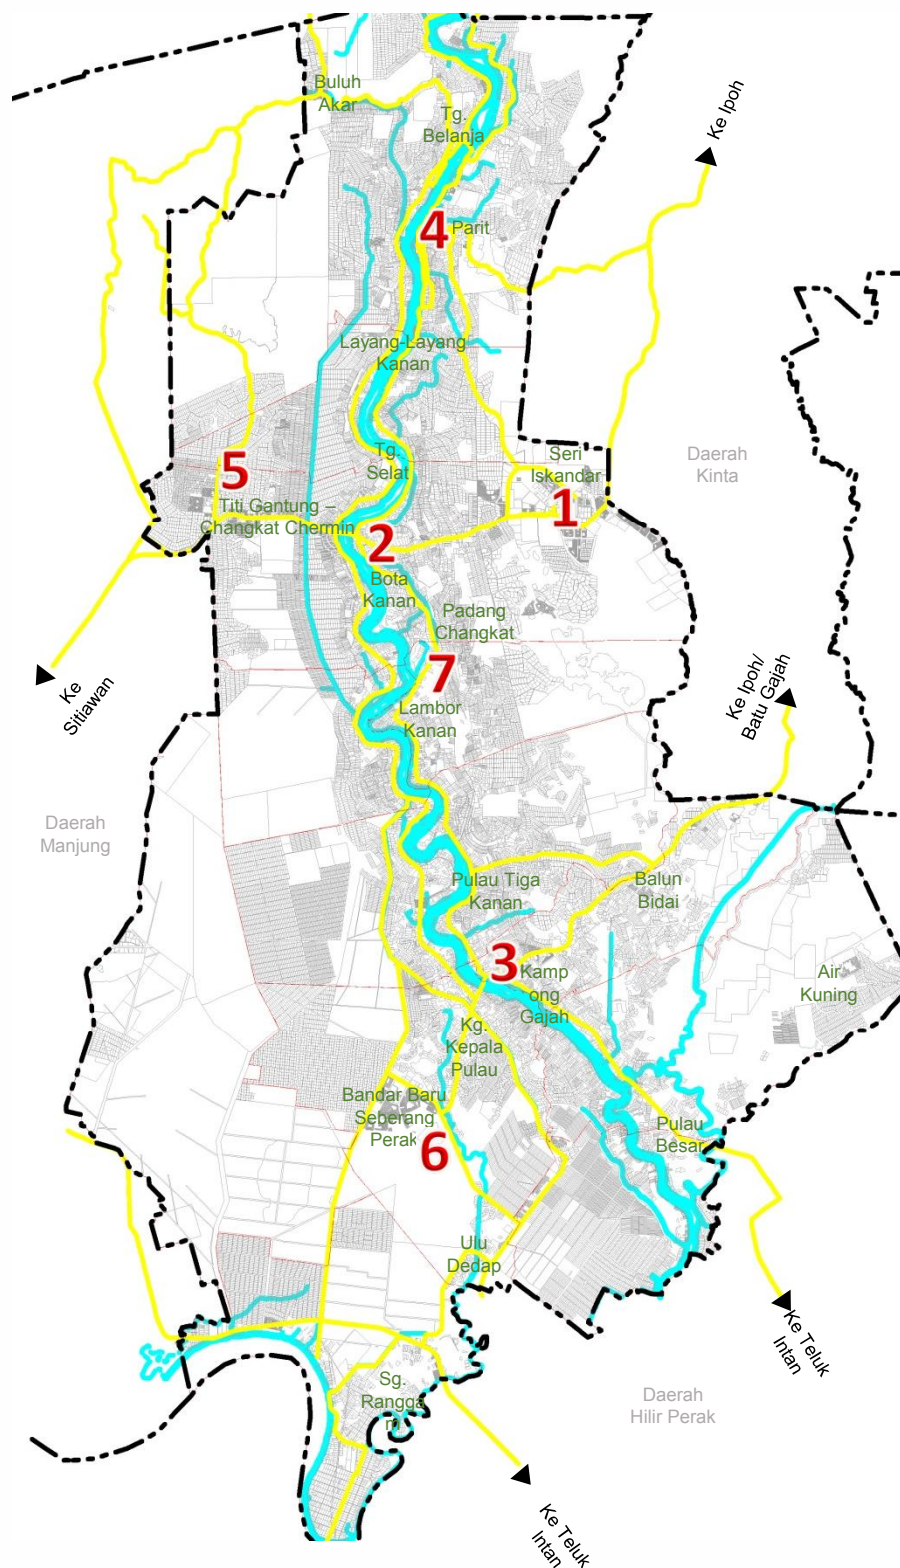 Buluh
Akar
Tg.
Belanja
Ke Ipoh
4
Parit
Layang-Layang
Kanan
Tg.
Selat
Seri
Iskandar
Daerah
Kinta
5
1
Titi Gantung –
Changkat Chermin
2
Bota
Kanan
Padang
Changkat
7
Lambor
Kanan
Ke
Sitiawan
Ke Ipoh/
Batu Gajah
Daerah
Manjung
Pulau Tiga
Kanan
Balun
Bidai
3
Kamp
ong
Gajah
Air
Kuning
Kg.
Kepala
Pulau
Bandar Baru
Seberang
Perak
6
Pulau
Besar
Ulu
Dedap
Ke Teluk
Intan
Sg.
Rangga
m
Daerah
Hilir Perak
Ke Teluk
Intan